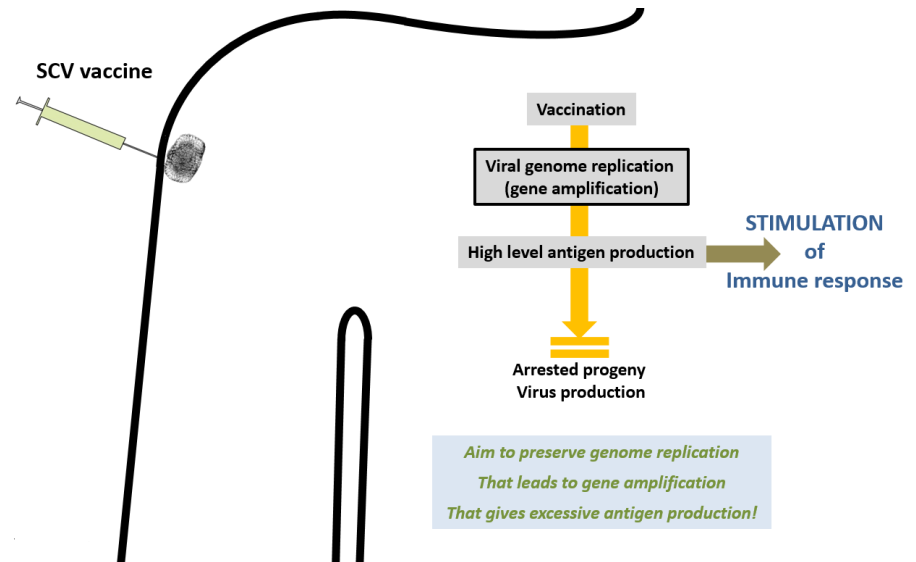 SCV vaccine
Vaccination
Viral genome replication
(gene amplification)
High level antigen production
STIMULATION
of
Immune response
Arrested progeny
Virus production
Aim to preserve genome replication
That leads to gene amplification
That gives excessive antigen production!